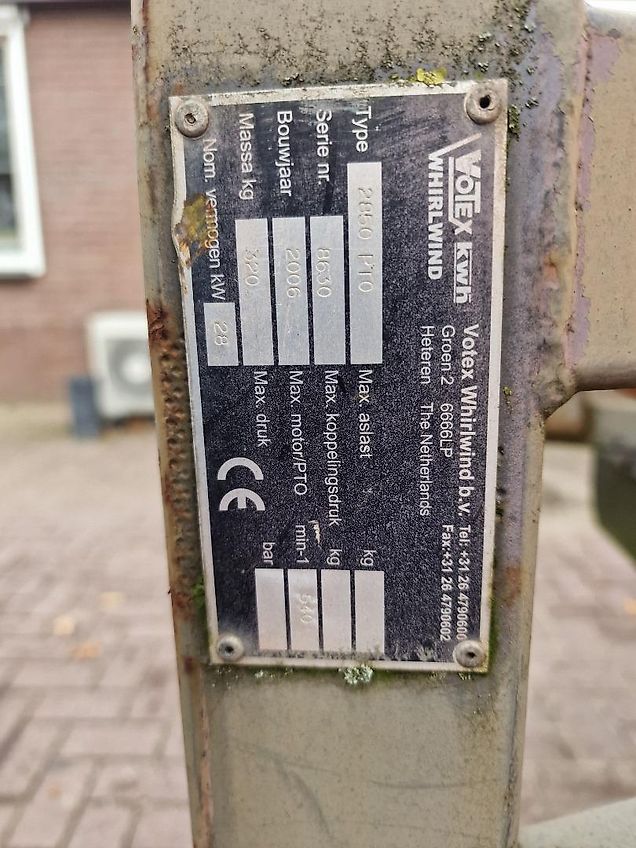 VOTEX kwh
WHIRLWIND
Votex Whirlwind b.v. Tel: +31 26 4790600
Groen 2 6666LP Fax:+31 26 4790602
Heteren The Netherlands
Type 2850 PTO Max. aslast kg
Serie nr. 8630 Max. koppelingsdruk kg
Bouwjaar 2006 Max. motor/PTO min-1 540
Massa kg 320 Max. druk bar
Nom. vermogen kW 28 CE